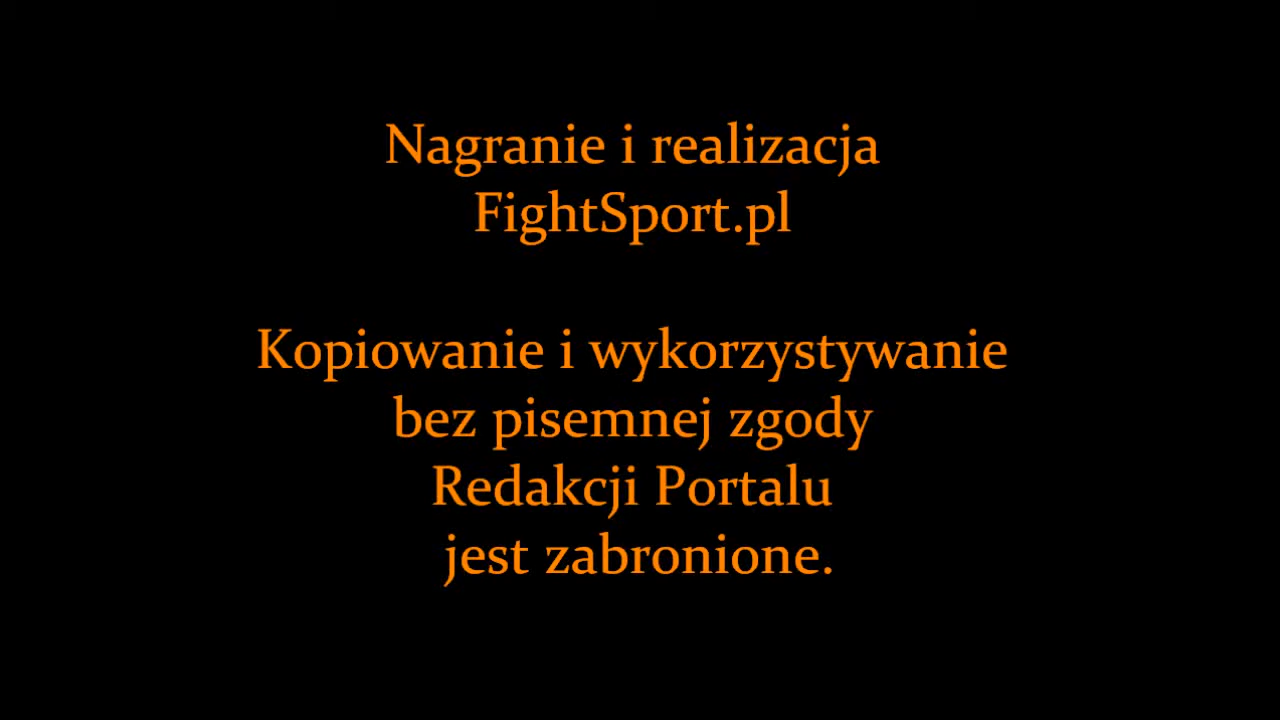 Nagranie i realizacja
FightSport.pl
Kopiowanie i wykorzystywanie
bez pisemnej zgody
Redakcji Portalu
jest zabronione.